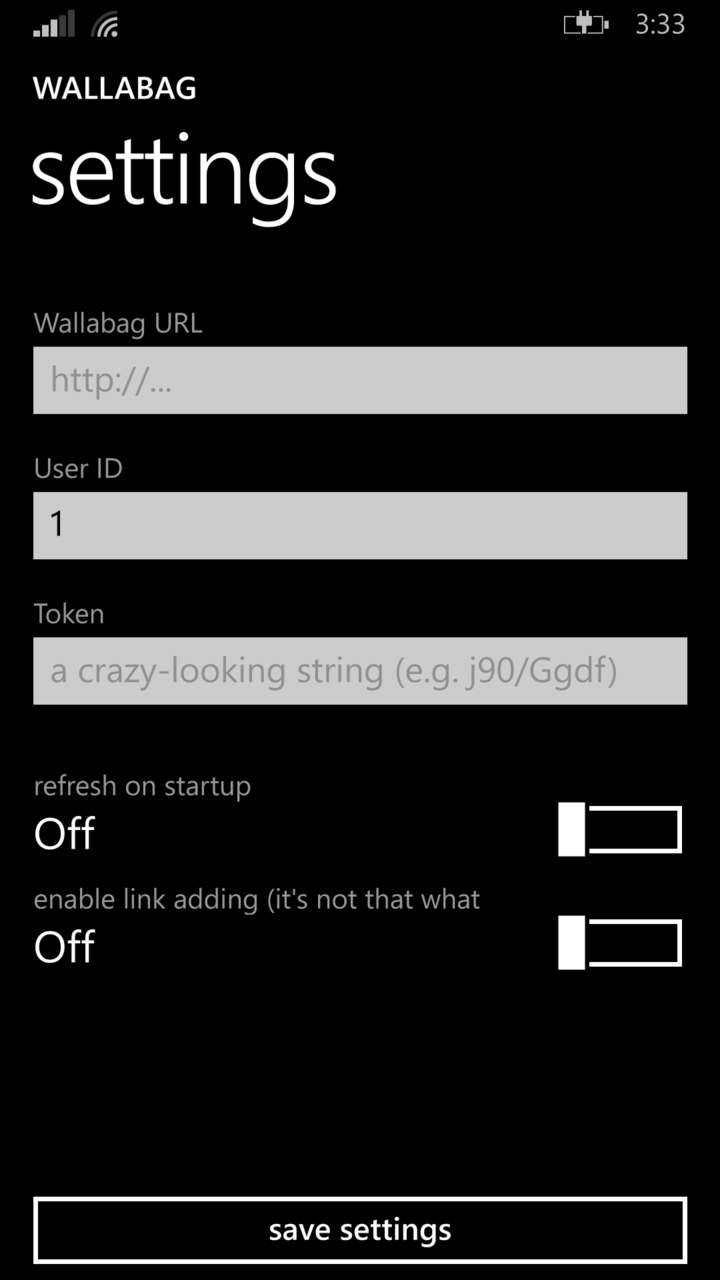 3:33
WALLABAG
settings
Wallabag URL
http://...
User ID
1
Token
a crazy-looking string (e.g. j90/Ggdf)
refresh on startup
Off
enable link adding (it's not that what
Off
save settings